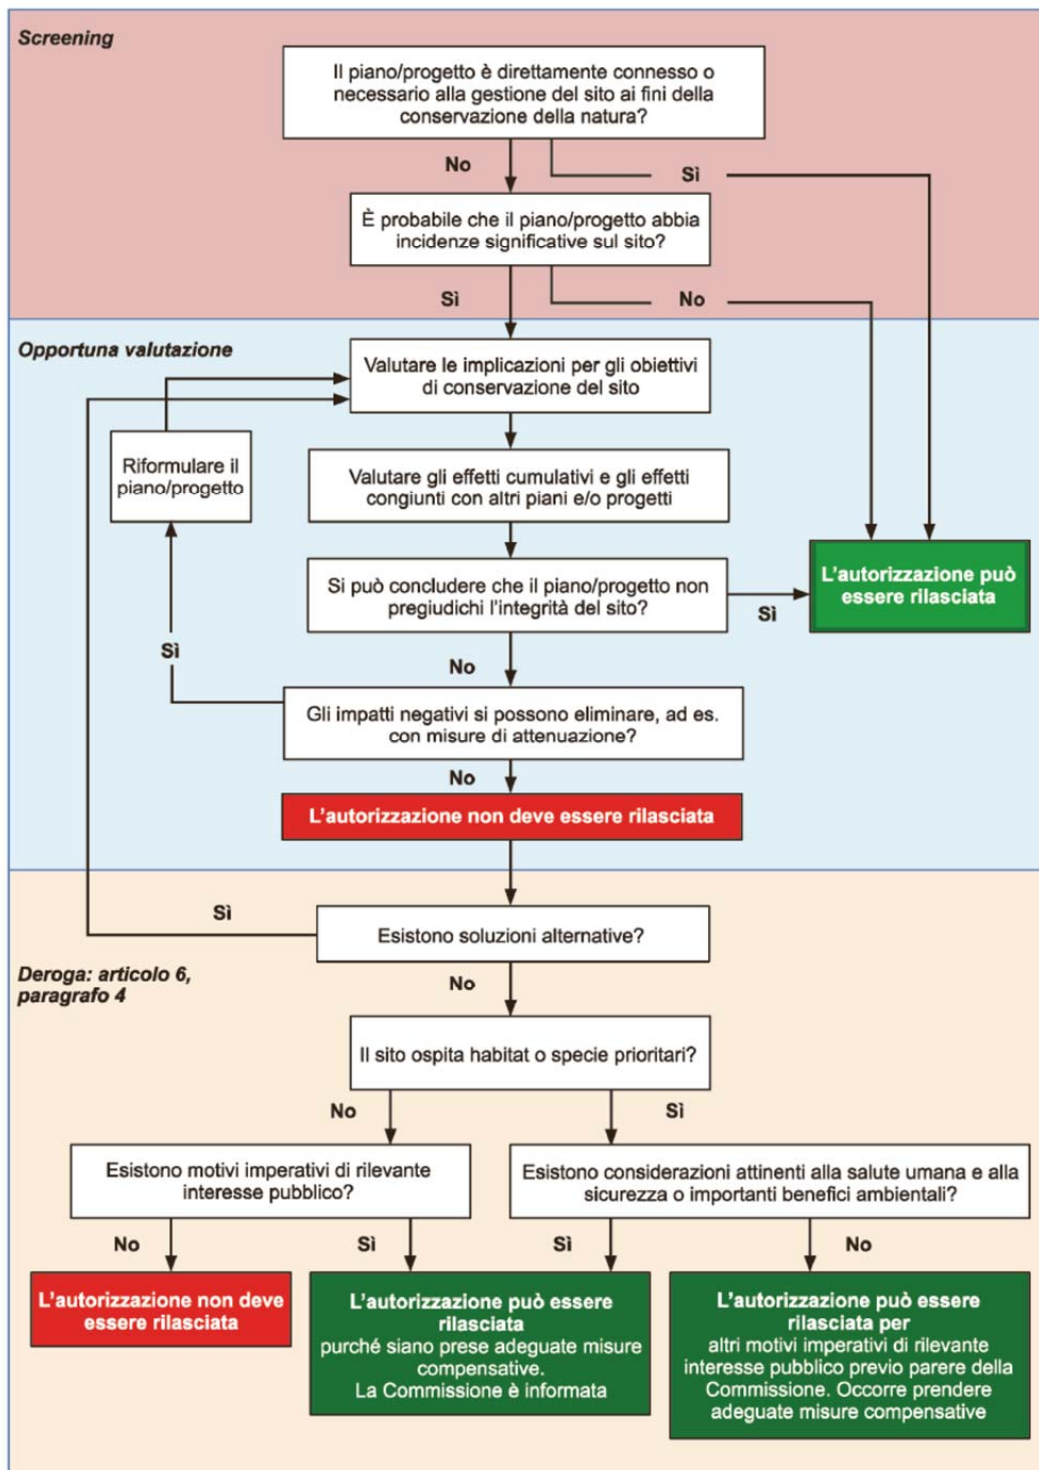 Screening
Il piano/progetto è direttamente connesso o
necessario alla gestione del sito ai fini della
conservazione della natura?
No
Sì
È probabile che il piano/progetto abbia
incidenze significative sul sito?
Sì
No
Opportuna valutazione
Valutare le implicazioni per gli obiettivi
di conservazione del sito
Riformulare il
piano/progetto
Valutare gli effetti cumulativi e gli effetti
congiunti con altri piani e/o progetti
Si può concludere che il piano/progetto non
pregiudichi l'integrità del sito?
Sì
L'autorizzazione può
essere rilasciata
Sì
No
Gli impatti negativi si possono eliminare, ad es.
con misure di attenuazione?
No
L'autorizzazione non deve essere rilasciata
Sì
Esistono soluzioni alternative?
Deroga: articolo 6,
paragrafo 4
No
Il sito ospita habitat o specie prioritari?
No
Sì
Esistono motivi imperativi di rilevante
interesse pubblico?
Esistono considerazioni attinenti alla salute umana e alla
sicurezza o importanti benefici ambientali?
No
Sì
Sì
No
L'autorizzazione non deve
essere rilasciata
L'autorizzazione può essere
rilasciata
purché siano prese adeguate misure
compensative.
La Commissione è informata
L'autorizzazione può essere
rilasciata per
altri motivi imperativi di rilevante
interesse pubblico previo parere della
Commissione. Occorre prendere
adeguate misure compensative